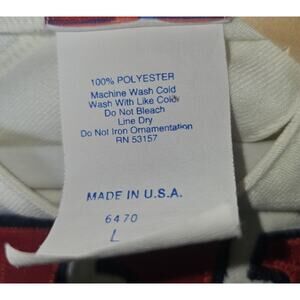 100% POLYESTER
Machine Wash Cold
Wash With Like Color
Do Not Bleach
Line Dry
Do Not Iron Ornamentation
RN 53157
MADE IN U.S.A.
6470
L